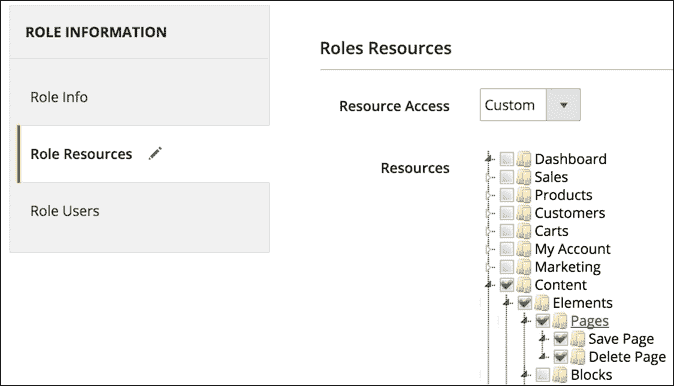 ROLE INFORMATION
Role Info
Role Resources
Role Users
Roles Resources
Resource Access
Custom
Resources
Dashboard
Sales
Products
Customers
Carts
My Account
Marketing
Content
Elements
Pages
Save Page
Delete Page
Blocks